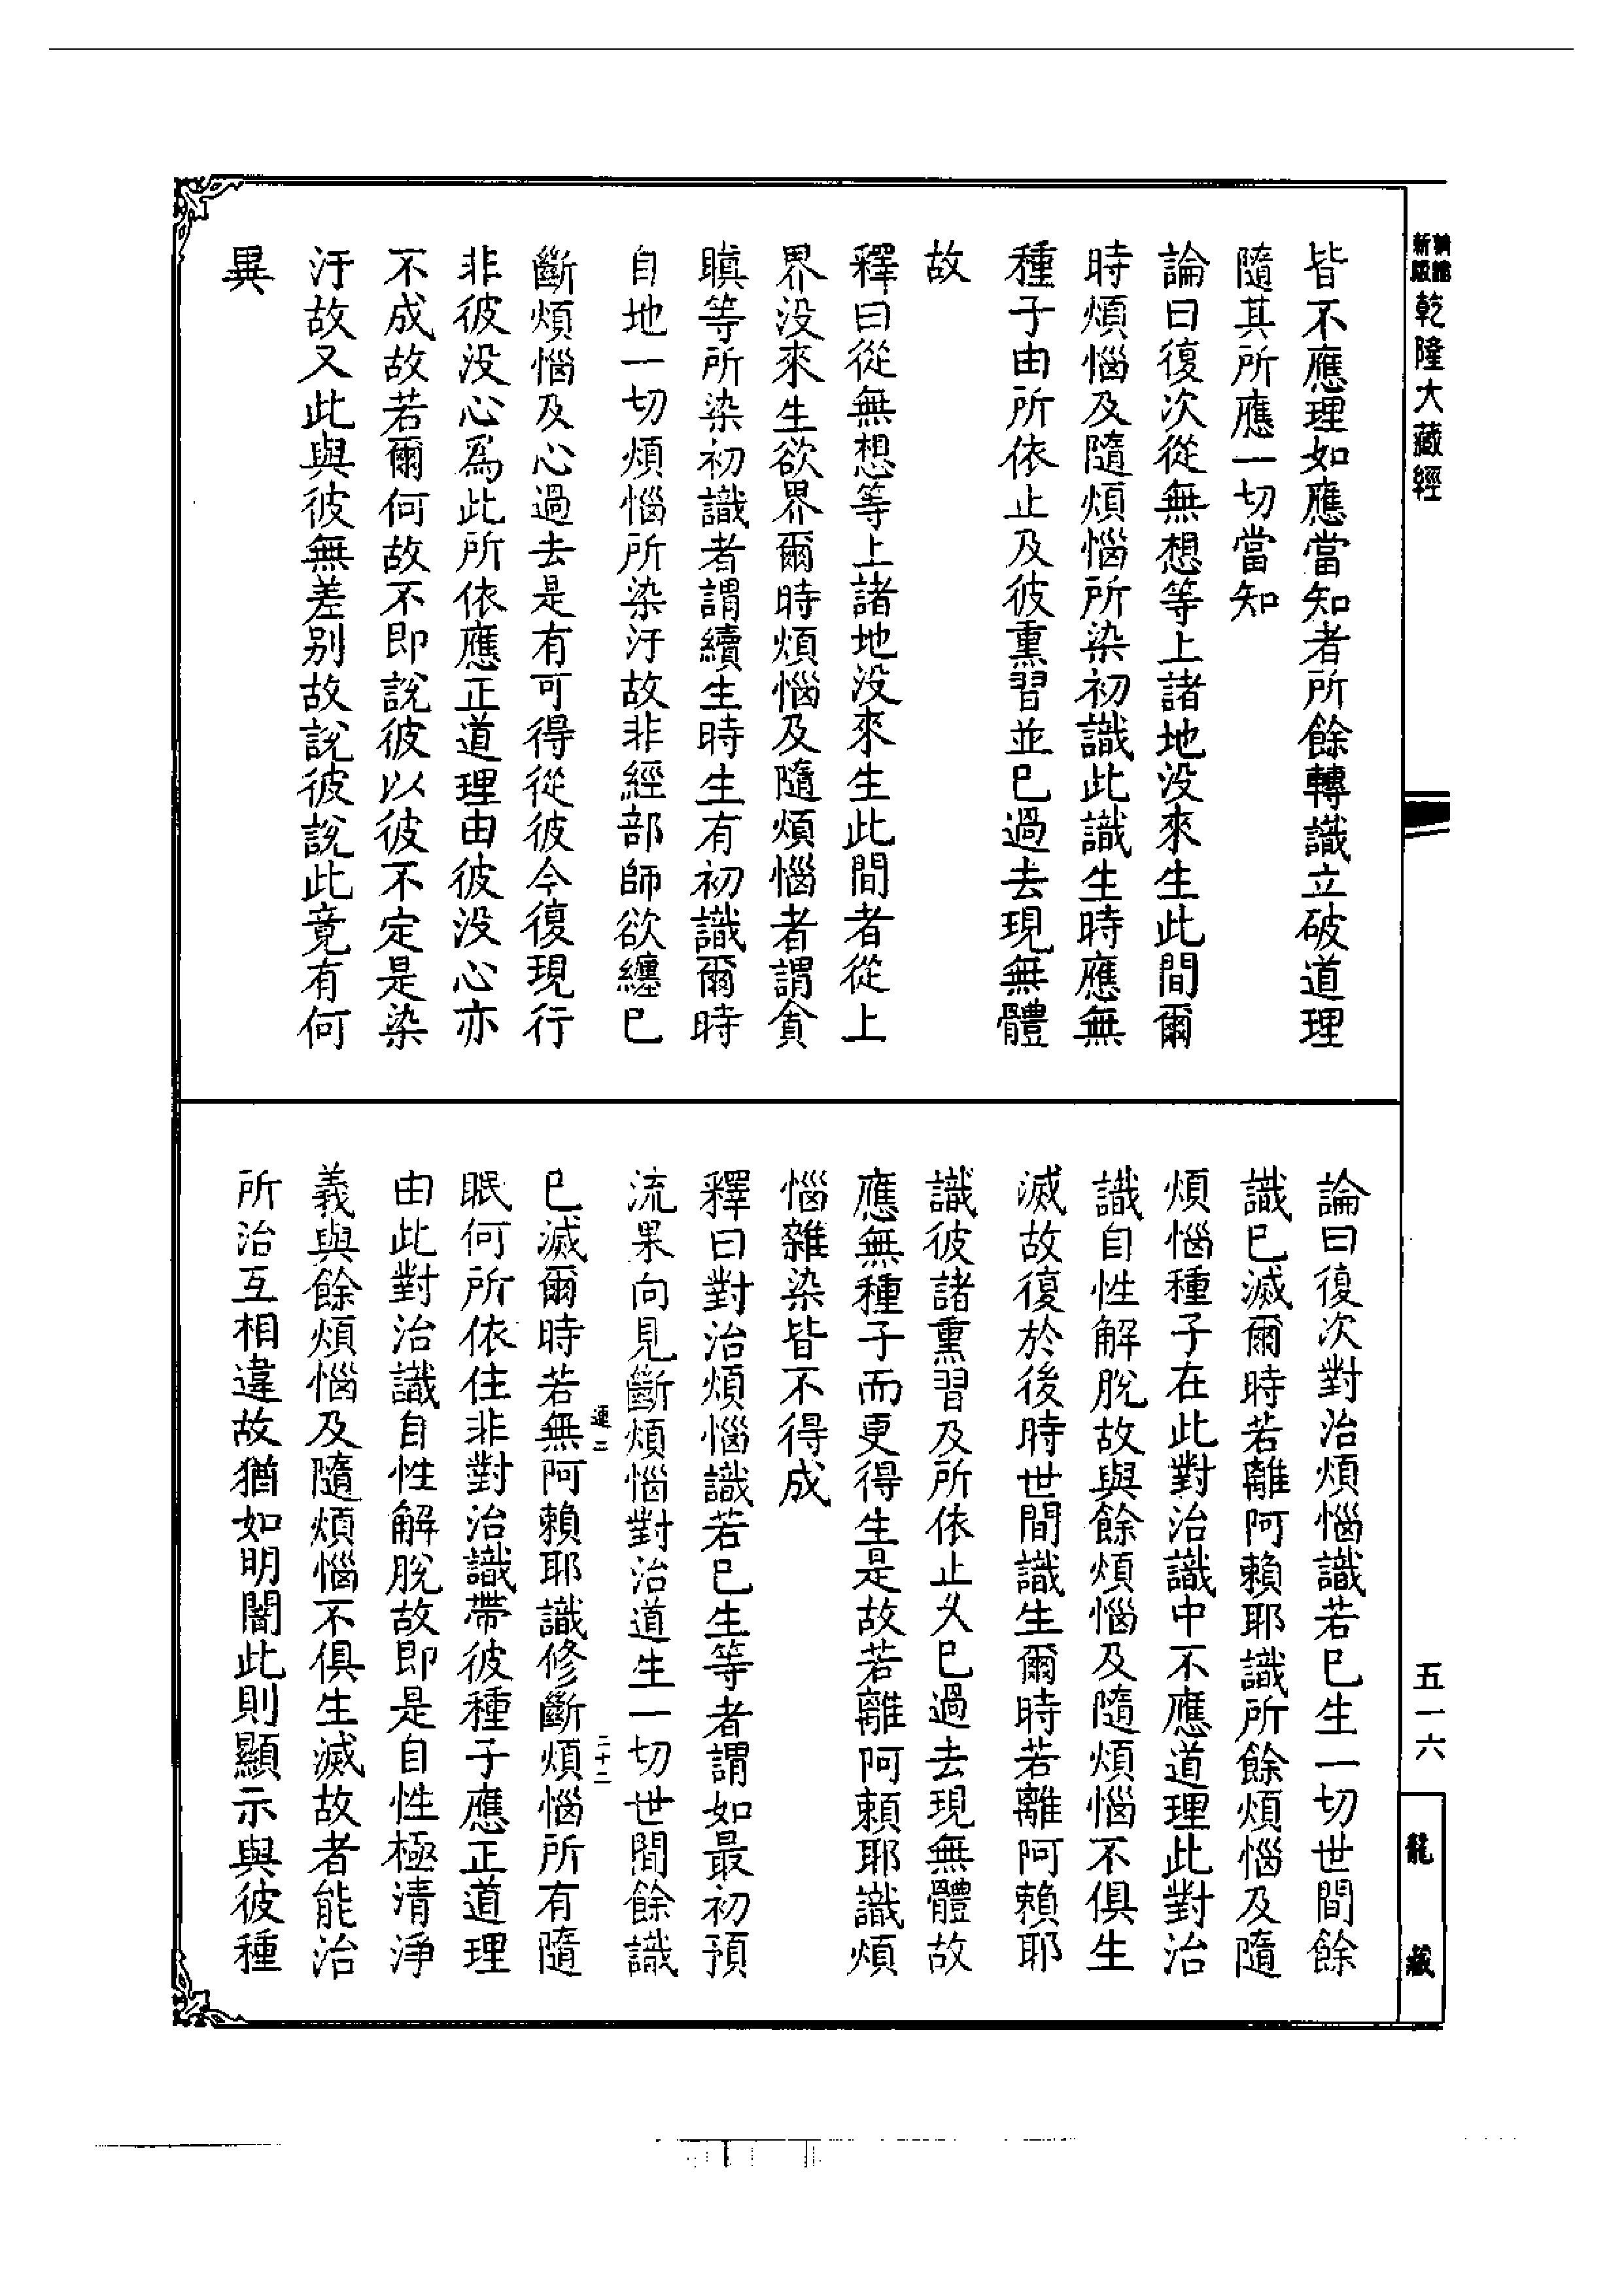 新編
縮版
乾隆大藏經
皆不應理如應當知者所餘轉識立破道理
隨其所應一切當知
論曰復次從無想等上諸地没來生此間爾
時煩惱及隨煩惱所染初識此識生時應無
種子由所依止及彼熏習並已過去現無體
故
釋曰從無想等上諸地没來生此間者從上
界没來生欲界爾時煩惱及隨煩惱者謂貪
瞋等所染初識者謂續生時生有初識爾時
自地一切煩惱所染汙故非經部師欲纏已
斷煩惱及心過去是有可得從彼今復現行
非彼没心爲此所依應正道理由彼没心亦
不成故若爾何故不即説彼以彼不定是染
汙故又此與彼無差别故説彼説此竟有何
異
論曰復次對治煩惱識若已生一切世間餘
識已滅爾時若離阿賴耶識所餘煩惱及隨
煩惱種子在此對治識中不應道理此對治
識自性解脫故與餘煩惱及隨煩惱不俱生
滅故復於後時世間識生爾時若離阿賴耶
識彼諸熏習及所依止久已過去現無體故
應無種子而更得生是故若離阿賴耶識煩
惱雜染皆不得成
釋曰對治煩惱識若已生等者謂如最初預
流果向見斷煩惱對治道生一切世間餘識
已滅爾時若無阿賴耶識修斷煩惱所有隨
眠何所依住非對治識帶彼種子應正道理
由此對治識自性解脫故即是自性極清淨
義與餘煩惱及隨煩惱不俱生滅故者能治
所治互相違故猶如明闇此則顯示與彼種
運二
二十二
五一六
龍藏